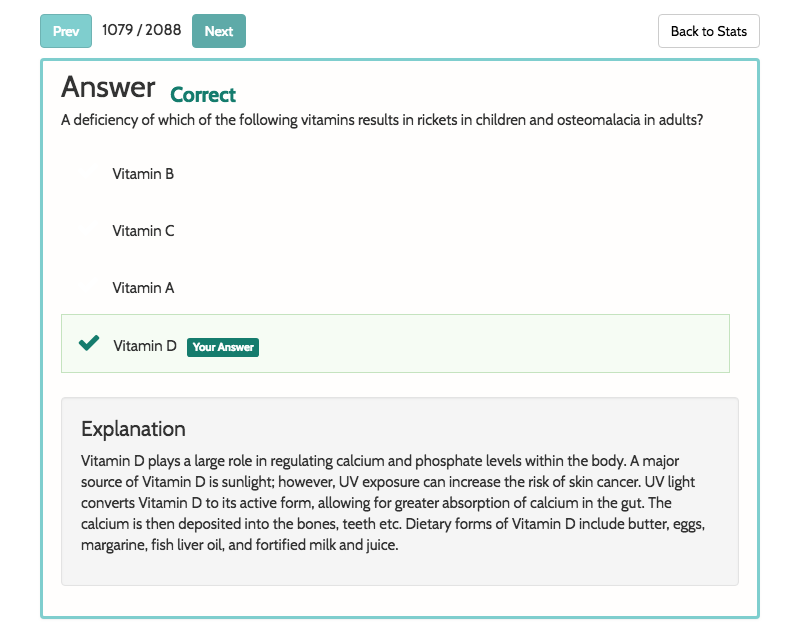 Prev 1079 / 2088 Next Back to Stats
Answer Correct
A deficiency of which of the following vitamins results in rickets in children and osteomalacia in adults?
Vitamin B
Vitamin C
Vitamin A
Vitamin D Your Answer
Explanation
Vitamin D plays a large role in regulating calcium and phosphate levels within the body. A major
source of Vitamin D is sunlight; however, UV exposure can increase the risk of skin cancer. UV light
converts Vitamin D to its active form, allowing for greater absorption of calcium in the gut. The
calcium is then deposited into the bones, teeth etc. Dietary forms of Vitamin D include butter, eggs,
margarine, fish liver oil, and fortified milk and juice.